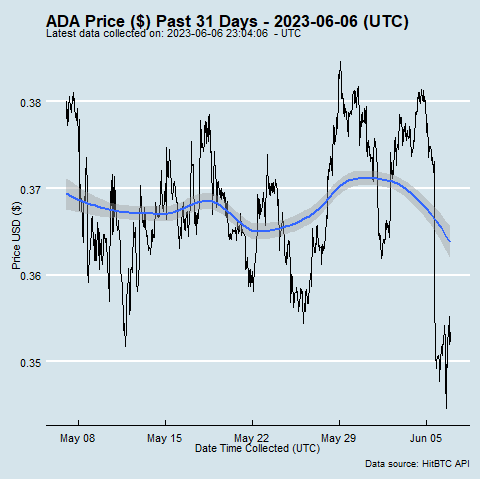 ADA Price ($) Past 31 Days - 2023-06-06 (UTC)
Latest data collected on: 2023-06-06 23:04:06 - UTC
0.38
0.37
0.36
0.35
Price USD ($)
May 08 May 15 May 22 May 29 Jun 05
Date Time Collected (UTC)
Data source: HitBTC API